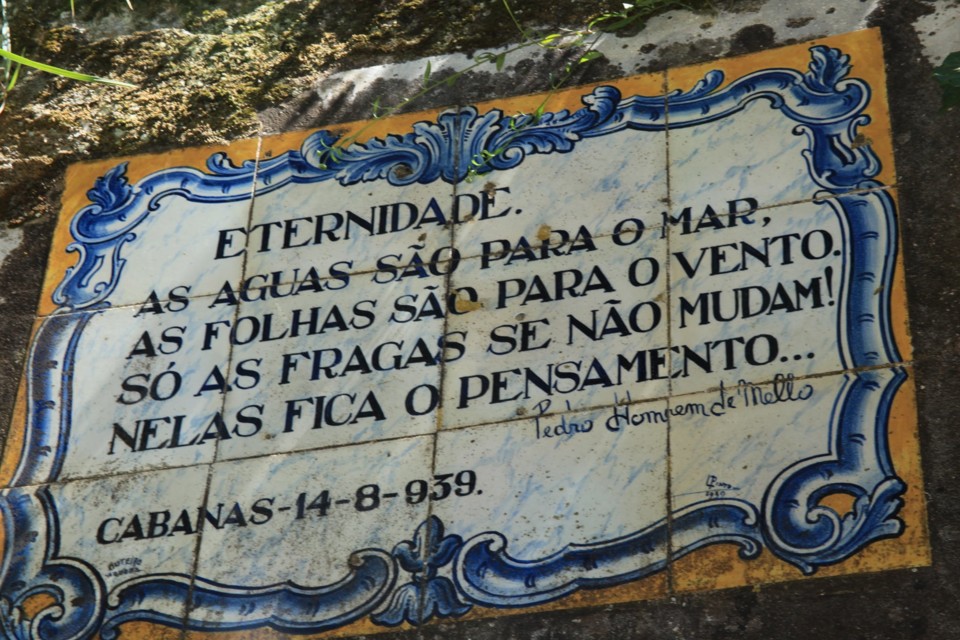 ETERNIDADE.
AS AGUAS SÃO PARA O MAR,
AS FOLHAS SÃO PARA O VENTO.
SÓ AS FRAGAS SE NÃO MUDAM!
NELAS FICA O PENSAMENTO...
Pedro Homem de Mello
CABANAS-14-8-939.